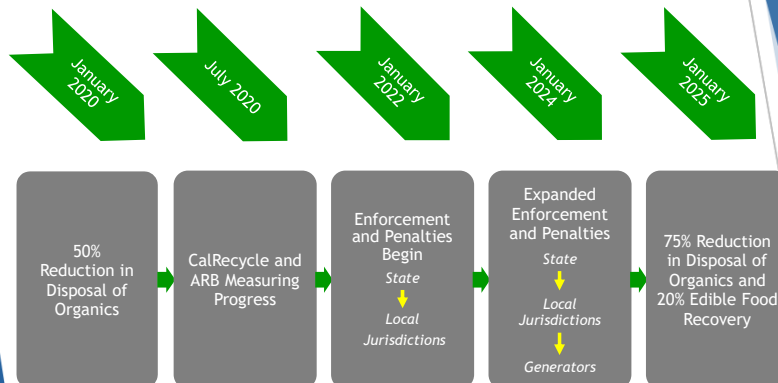 January
2020
July 2020
January
2022
January
2024
January
2025
50%
Reduction in
Disposal of
Organics
CalRecycle and
ARB Measuring
Progress
Enforcement
and Penalties
Begin
State
Local
Jurisdictions
Expanded
Enforcement
and Penalties
State
Local
Jurisdictions
Generators
75% Reduction
in Disposal of
Organics and
20% Edible Food
Recovery